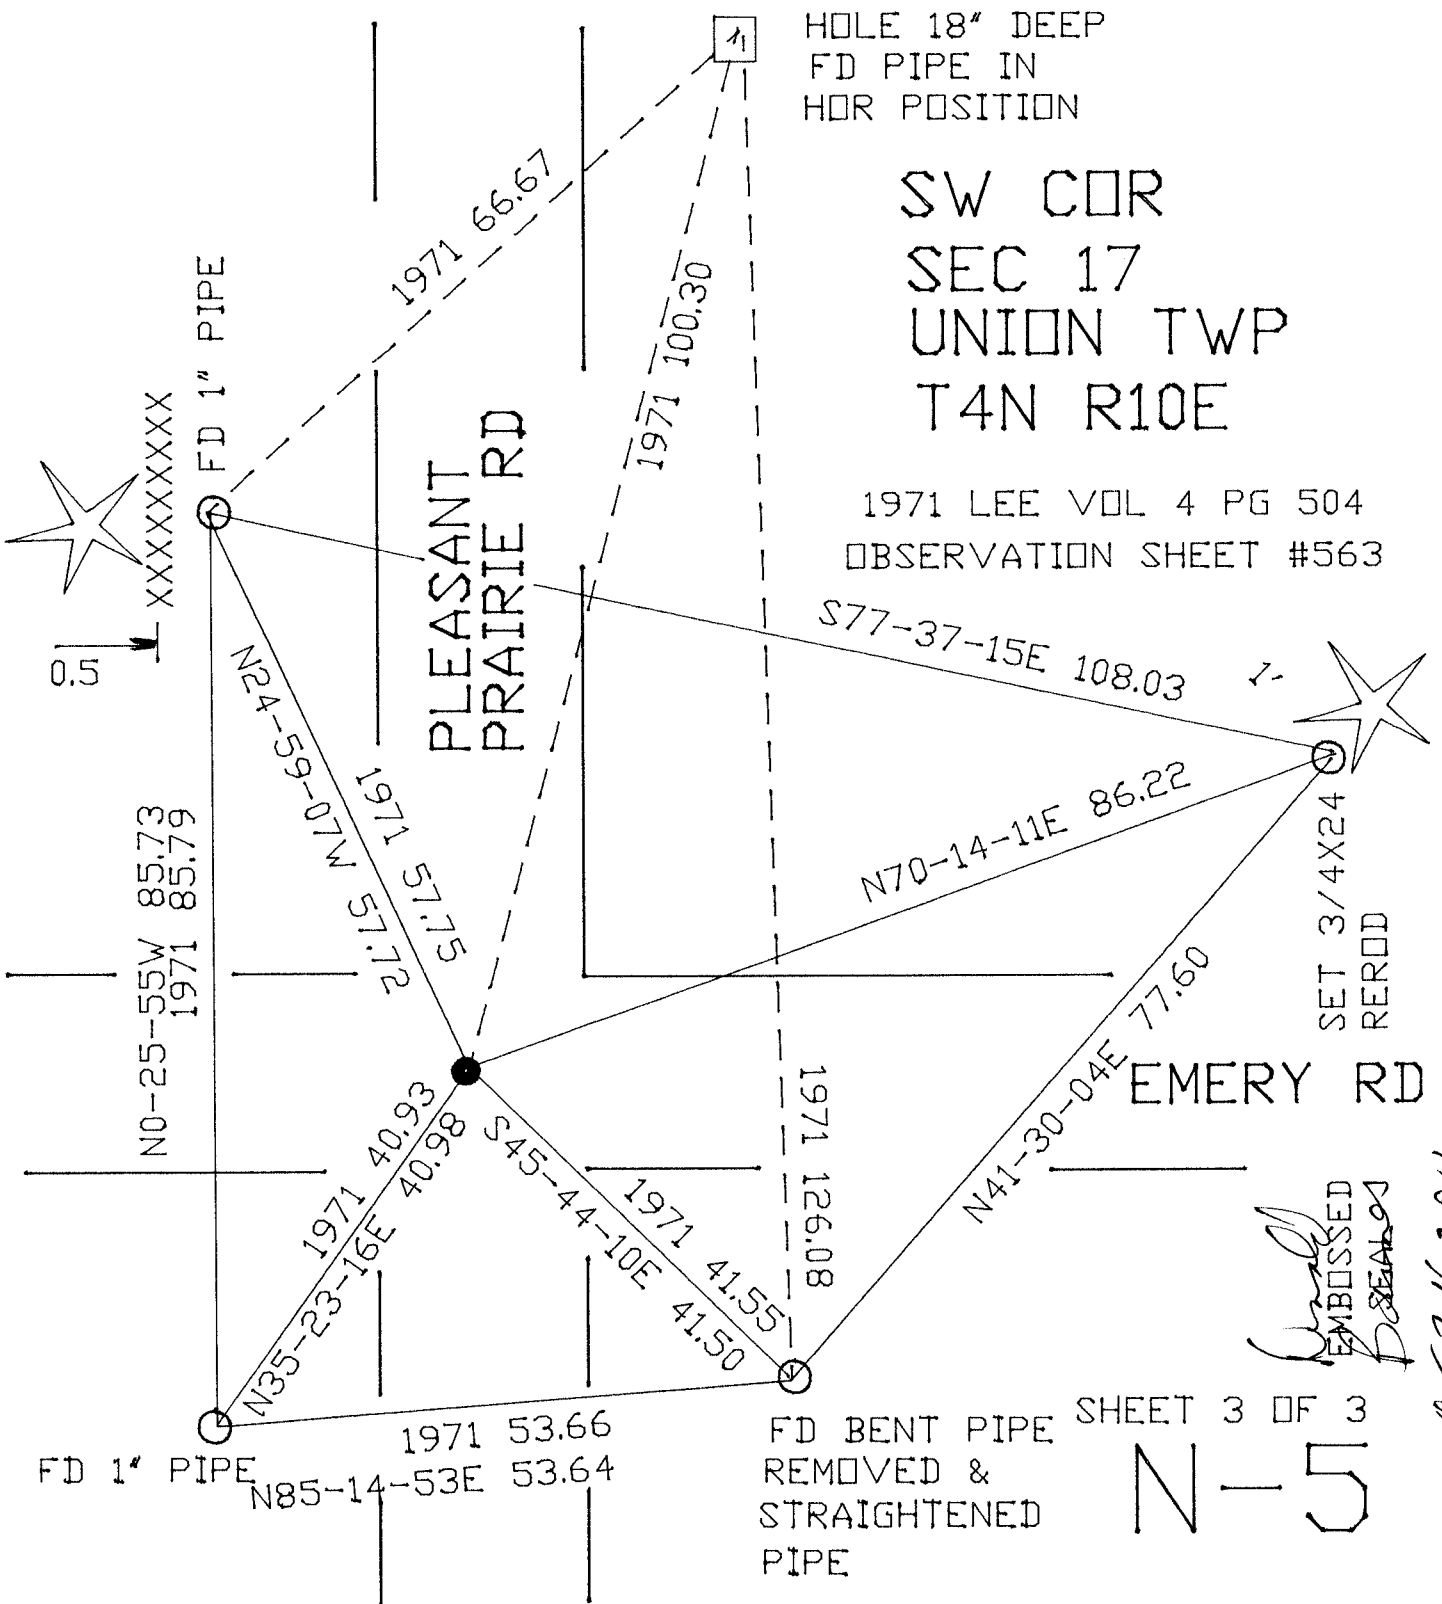 HOLE 18" DEEP
FD PIPE IN
HOR POSITION
SW COR
SEC 17
UNION TWP
T4N R10E
1971 LEE VOL 4 PG 504
OBSERVATION SHEET #563
1971 66.67
1971 100.30
FD 1" PIPE
XXXXXXXXXX
0.5
PLEASANT
PRAIRIE RD
S77-37-15E 108.03
1-
N24-59-07W 57.72
1971 57.75
N70-14-11E 86.22
SET 3/4X24
REROD
N0-25-55W 85.73
1971 85.79
N41-30-04E 77.60
EMERY RD
1971 126.08
1971 40.93
N35-23-16E 40.98
1971 41.55
S45-44-10E 41.50
EMBOSSED
SEAL
1971 53.66
N85-14-53E 53.64
FD 1" PIPE
FD BENT PIPE
REMOVED &
STRAIGHTENED
PIPE
SHEET 3 OF 3
N-5